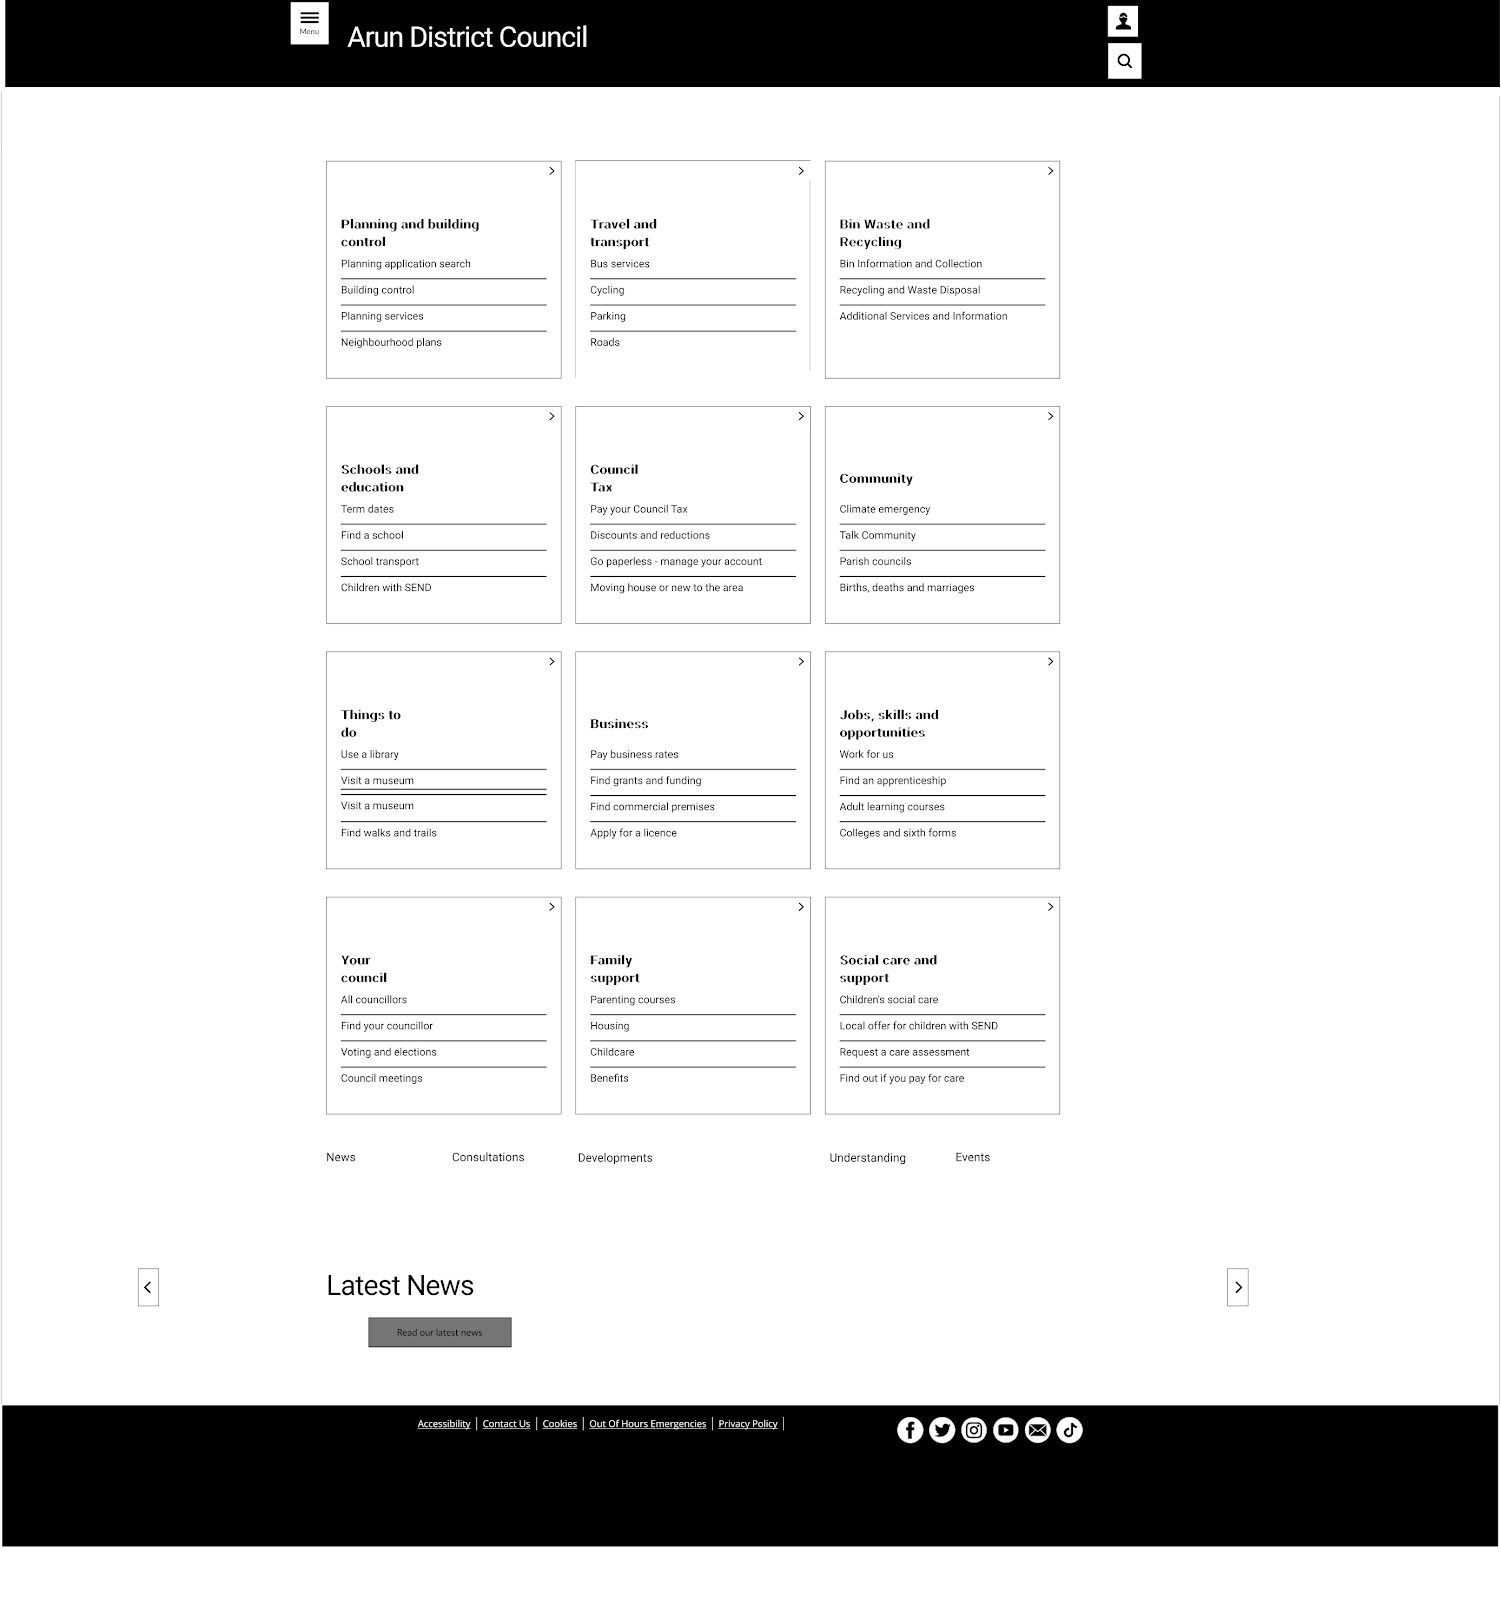 Menu
Arun District Council
Planning and building
control
Planning application search
Building control
Planning services
Neighbourhood plans
Travel and
transport
Bus services
Cycling
Parking
Roads
Bin Waste and
Recycling
Bin Information and Collection
Recycling and Waste Disposal
Additional Services and Information
Schools and
education
Term dates
Find a school
School transport
Children with SEND
Council
Tax
Pay your Council Tax
Discounts and reductions
Go paperless - manage your account
Moving house or new to the area
Community
Climate emergency
Talk Community
Parish councils
Births, deaths and marriages
Things to
do
Use a library
Visit a museum
Visit a museum
Find walks and trails
Business
Pay business rates
Find grants and funding
Find commercial premises
Apply for a licence
Jobs, skills and
opportunities
Work for us
Find an apprenticeship
Adult learning courses
Colleges and sixth forms
Your
council
All councillors
Find your councillor
Voting and elections
Council meetings
Family
support
Parenting courses
Housing
Childcare
Benefits
Social care and
support
Children's social care
Local offer for children with SEND
Request a care assessment
Find out if you pay for care
News Consultations Developments Understanding Events
Latest News
Read our latest news
Accessibility | Contact Us | Cookies | Out Of Hours Emergencies | Privacy Policy |